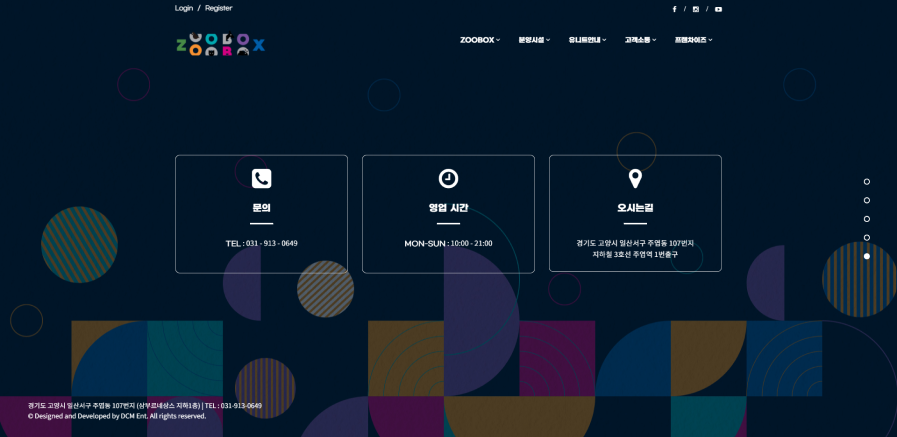 Login / Register
ZOOBOX
ZOOBOX
ZOOBOX 분양시설 유니트안내 고객소통 프랜차이즈
문의
TEL : 031 - 913 - 0649
영업 시간
MON-SUN : 10:00 - 21:00
오시는길
경기도 고양시 일산서구 주엽동 107번지
지하철 3호선 주엽역 1번출구
경기도 고양시 일산서구 주엽동 107번지 (삼부르네상스 지하1층) | TEL : 031-913-0649
© Designed and Developed by DCM Ent. All rights reserved.